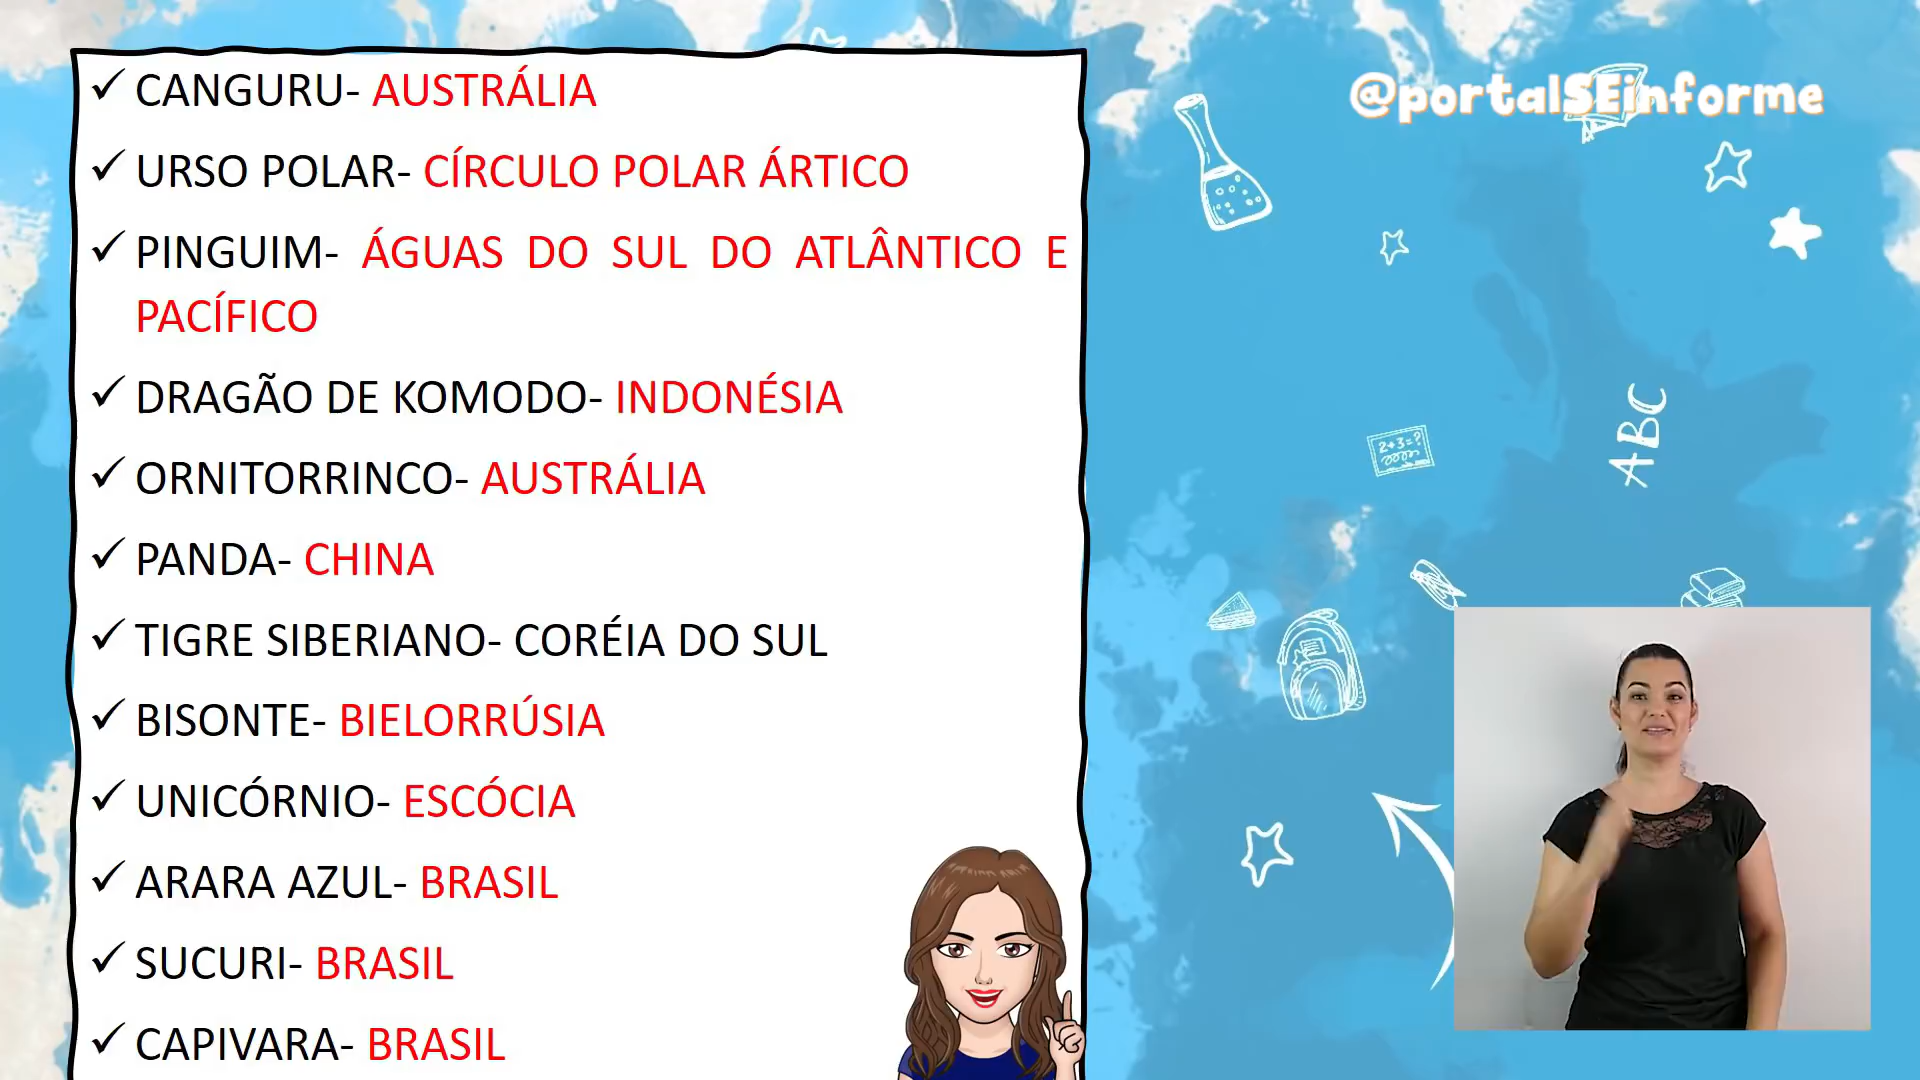 CANGURU- AUSTRÁLIA
URSO POLAR- CÍRCULO POLAR ÁRTICO
PINGUIM- ÁGUAS DO SUL DO ATLÂNTICO E
PACÍFICO
DRAGÃO DE KOMODO- INDONÉSIA
ORNITORRINCO- AUSTRÁLIA
PANDA- CHINA
TIGRE SIBERIANO- CORÉIA DO SUL
BISONTE- BIELORRÚSIA
UNICÓRNIO- ESCÓCIA
ARARA AZUL- BRASIL
SUCURI- BRASIL
CAPIVARA- BRASIL
@portalSEinforme
2+3=?
ABC